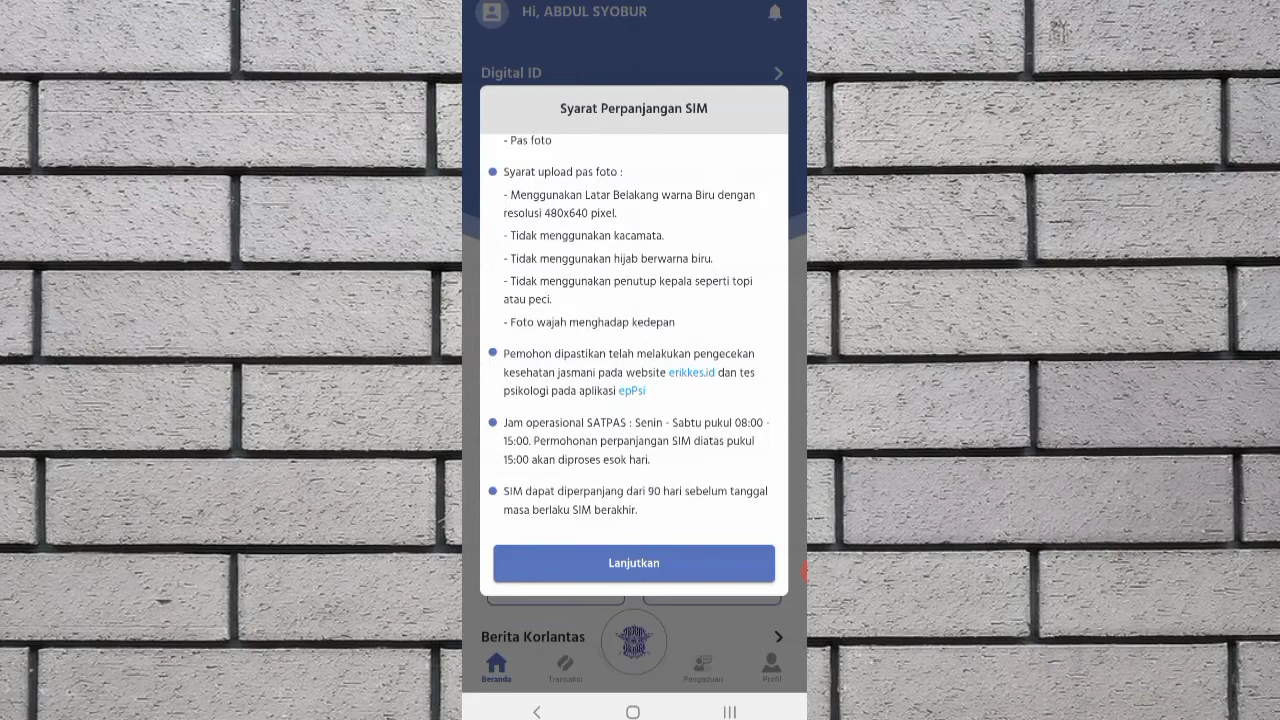 Hi, ABDUL SYOBUR
Digital ID
Syarat Perpanjangan SIM
- Pas foto
Syarat upload pas foto :
- Menggunakan Latar Belakang warna Biru dengan
resolusi 480x640 pixel.
- Tidak menggunakan kacamata.
- Tidak menggunakan hijab berwarna biru.
- Tidak menggunakan penutup kepala seperti topi
atau peci.
- Foto wajah menghadap kedepan
Pemohon dipastikan telah melakukan pengecekan
kesehatan jasmani pada website erikkes.id dan tes
psikologi pada aplikasi epPsi
Jam operasional SATPAS : Senin - Sabtu pukul 08:00 -
15:00. Permohonan perpanjangan SIM diatas pukul
15:00 akan diproses esok hari.
SIM dapat diperpanjang dari 90 hari sebelum tanggal
masa berlaku SIM berakhir.
Lanjutkan
Berita Korlantas
Beranda
Transaksi
Pengaduan
Profil